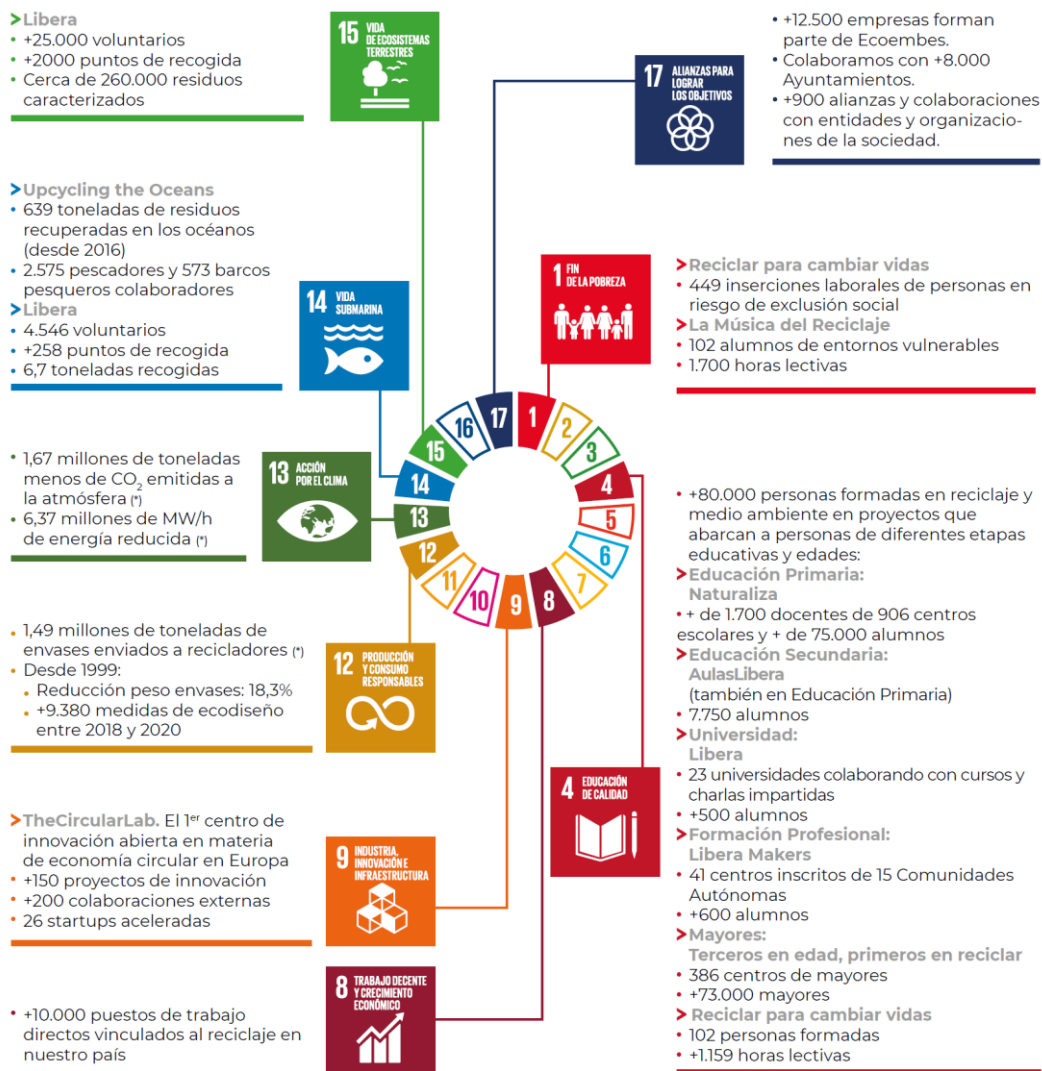 >Libera
• +25.000 voluntarios
• +2000 puntos de recogida
• Cerca de 260.000 residuos
caracterizados
15 VIDA
DE ECOSISTEMAS
TERRESTRES
17 ALIANZAS PARA
LOGRAR
LOS OBJETIVOS
• +12.500 empresas forman
parte de Ecoembes.
• Colaboramos con +8.000
Ayuntamientos.
• +900 alianzas y colaboraciones
con entidades y organizacio-
nes de la sociedad.
>Upcycling the Oceans
• 639 toneladas de residuos
recuperadas en los océanos
(desde 2016)
• 2.575 pescadores y 573 barcos
pesqueros colaboradores
>Libera
• 4.546 voluntarios
• +258 puntos de recogida
• 6,7 toneladas recogidas
14 VIDA
SUBMARINA
1 FIN
DE LA POBREZA
>Reciclar para cambiar vidas
• 449 inserciones laborales de personas en
riesgo de exclusión social
>La Música del Reciclaje
• 102 alumnos de entornos vulnerables
• 1.700 horas lectivas
1
2
3
4
5
6
7
8
9
10
11
12
13
14
15
16
17
• 1,67 millones de toneladas
menos de CO2 emitidas a
la atmósfera (*)
• 6,37 millones de MW/h
de energía reducida (*)
13 ACCIÓN
POR EL CLIMA
• 1,49 millones de toneladas de
envases enviados a recicladores (*)
• Desde 1999:
• Reducción peso envases: 18,3%
• +9.380 medidas de ecodiseño
entre 2018 y 2020
12 PRODUCCIÓN
Y CONSUMO
RESPONSABLES
>TheCircularLab. El 1er centro de
innovación abierta en materia
de economía circular en Europa
• +150 proyectos de innovación
• +200 colaboraciones externas
• 26 startups aceleradas
9 INDUSTRIA,
INNOVACIÓN E
INFRAESTRUCTURA
• +10.000 puestos de trabajo
directos vinculados al reciclaje en
nuestro país
8 TRABAJO DECENTE
Y CRECIMIENTO
ECONÓMICO
4 EDUCACIÓN
DE CALIDAD
• +80.000 personas formadas en reciclaje y
medio ambiente en proyectos que
abarcan a personas de diferentes etapas
educativas y edades:
>Educación Primaria:
Naturaliza
• + de 1.700 docentes de 906 centros
escolares y + de 75.000 alumnos
>Educación Secundaria:
AulasLibera
(también en Educación Primaria)
• 7.750 alumnos
>Universidad:
Libera
• 23 universidades colaborando con cursos y
charlas impartidas
• +500 alumnos
>Formación Profesional:
Libera Makers
• 41 centros inscritos de 15 Comunidades
Autónomas
• +600 alumnos
>Mayores:
Terceros en edad, primeros en reciclar
• 386 centros de mayores
• +73.000 mayores
> Reciclar para cambiar vidas
• 102 personas formadas
• +1.159 horas lectivas